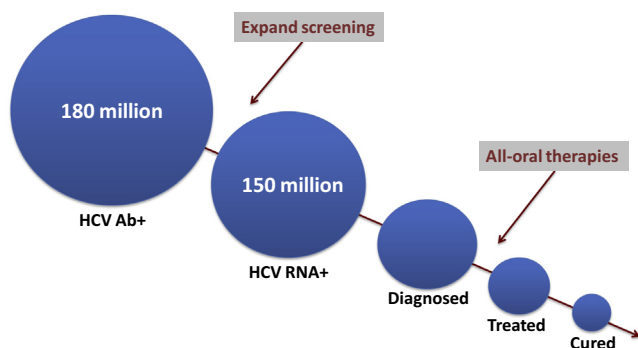 Expand screening
180 million
HCV Ab+
150 million
HCV RNA+
All-oral therapies
Diagnosed
Treated
Cured